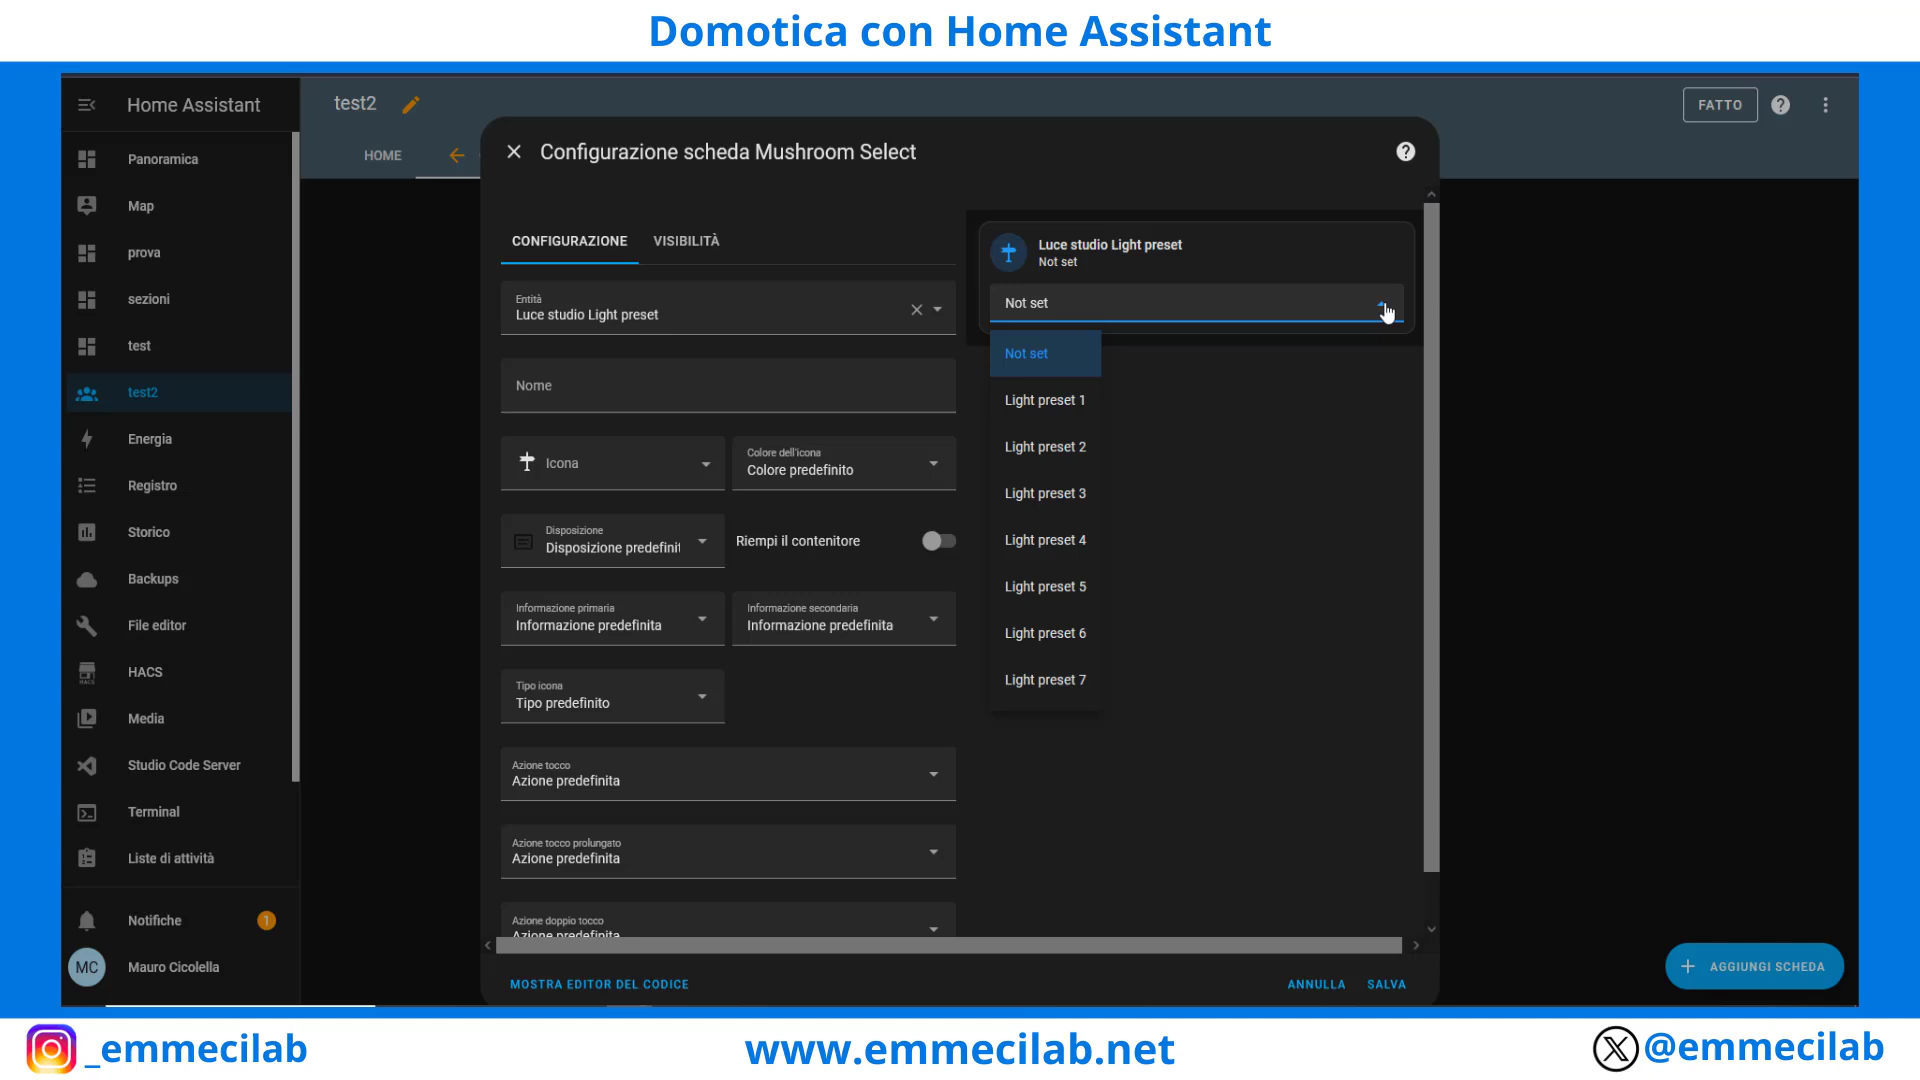 Domotica con Home Assistant
Home Assistant
Panoramica
Map
prova
sezioni
test
test2
Energia
Registro
Storico
Backups
File editor
HACS
Media
Studio Code Server
Terminal
Liste di attività
Notifiche
1
MC
Mauro Cicolella
test2
FATTO
HOME
Configurazione scheda Mushroom Select
CONFIGURAZIONE
VISIBILITÀ
Entità
Luce studio Light preset
Nome
Icona
Colore dell'icona
Colore predefinito
Disposizione
Disposizione predefinit
Riempi il contenitore
Informazione primaria
Informazione predefinita
Informazione secondaria
Informazione predefinita
Tipo icona
Tipo predefinito
Azione tocco
Azione predefinita
Azione tocco prolungato
Azione predefinita
Azione doppio tocco
Azione predefinita
Luce studio Light preset
Not set
Not set
Not set
Light preset 1
Light preset 2
Light preset 3
Light preset 4
Light preset 5
Light preset 6
Light preset 7
MOSTRA EDITOR DEL CODICE
ANNULLA
SALVA
AGGIUNGI SCHEDA
_emmecilab
www.emmecilab.net
@emmecilab